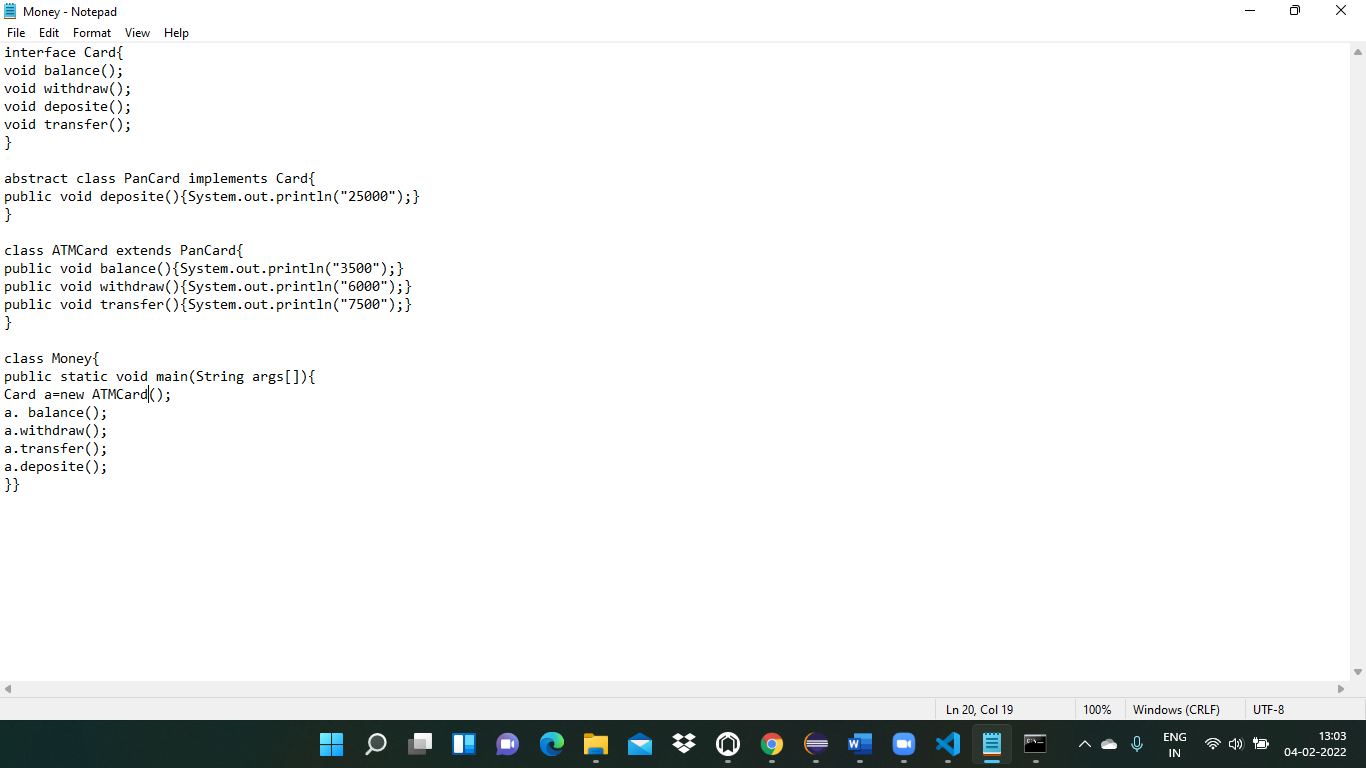 Money - Notepad
File Edit Format View Help
interface Card{
void balance();
void withdraw();
void deposite();
void transfer();
}

abstract class PanCard implements Card{
public void deposite(){System.out.println("25000");}
}

class ATMCard extends PanCard{
public void balance(){System.out.println("3500");}
public void withdraw(){System.out.println("6000");}
public void transfer(){System.out.println("7500");}
}

class Money{
public static void main(String args[]){
Card a=new ATMCard();
a. balance();
a.withdraw();
a.transfer();
a.deposite();
}}
Ln 20, Col 19 100% Windows (CRLF) UTF-8
ENG
IN
13:03
04-02-2022